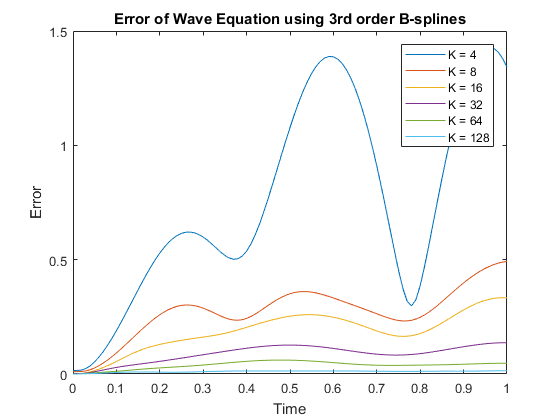 Error of Wave Equation using 3rd order B-splines
1.5
K = 4
K = 8
K = 16
K = 32
K = 64
K = 128
1
Error
0.5
0
0 0.1 0.2 0.3 0.4 0.5 0.6 0.7 0.8 0.9 1
Time